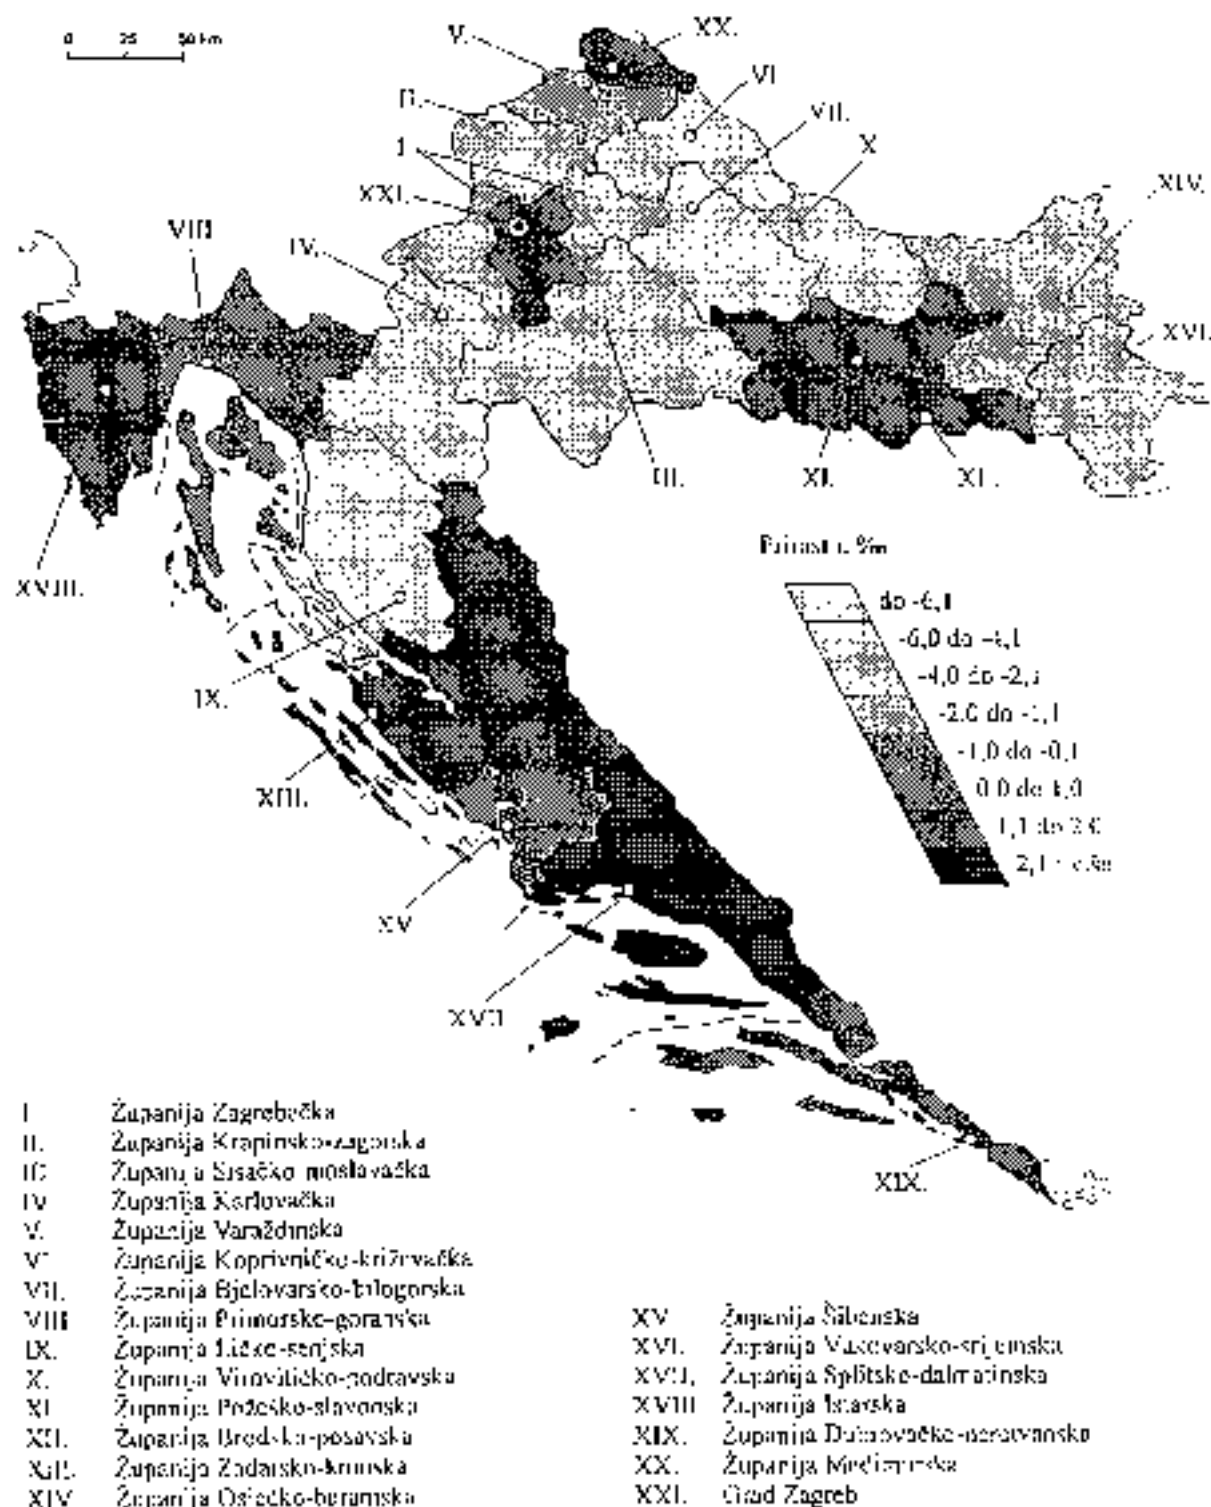 0 25 50 km
V.
XX.
II.
VI
VII.
I
X
XXI.
XIV.
VIII
IV.
XVI.
III.
XVIII.
do -6,1
-6,0 do -4,1
-4,0 do -2,1
-2,0 do -1,1
-1,0 do -0,1
0,0 do 1,0
1,1 do 2,0
2,1
IX.
XIII.
XV
XVII
XIX.
I Županija Zagrebačka
II. Županija Krapinsko-zagorska
III Županija Sisačko-moslavačka
IV Županija Karlovačka
V. Županija Varaždinska
VI Županija Koprivničko-križevačka
VII. Županija Bjelovarsko-bilogorska
VIII Županija Primorsko-goranska
IX. Županija Ličko-senjska
X. Županija Virovitičko-podravska
XI Županija Požeško-slavonska
XII. Županija Brodsko-posavska
XIII. Županija Zadarsko-kninska
XIV Županija Osječko-baranjska
XV Županija Šibenska
XVI. Županija Vukovarsko-srijemska
XVII. Županija Splitsko-dalmatinska
XVIII Županija Istarska
XIX. Županija Dubrovačko-neretvanska
XX. Županija Međimurska
XXI. Grad Zagreb